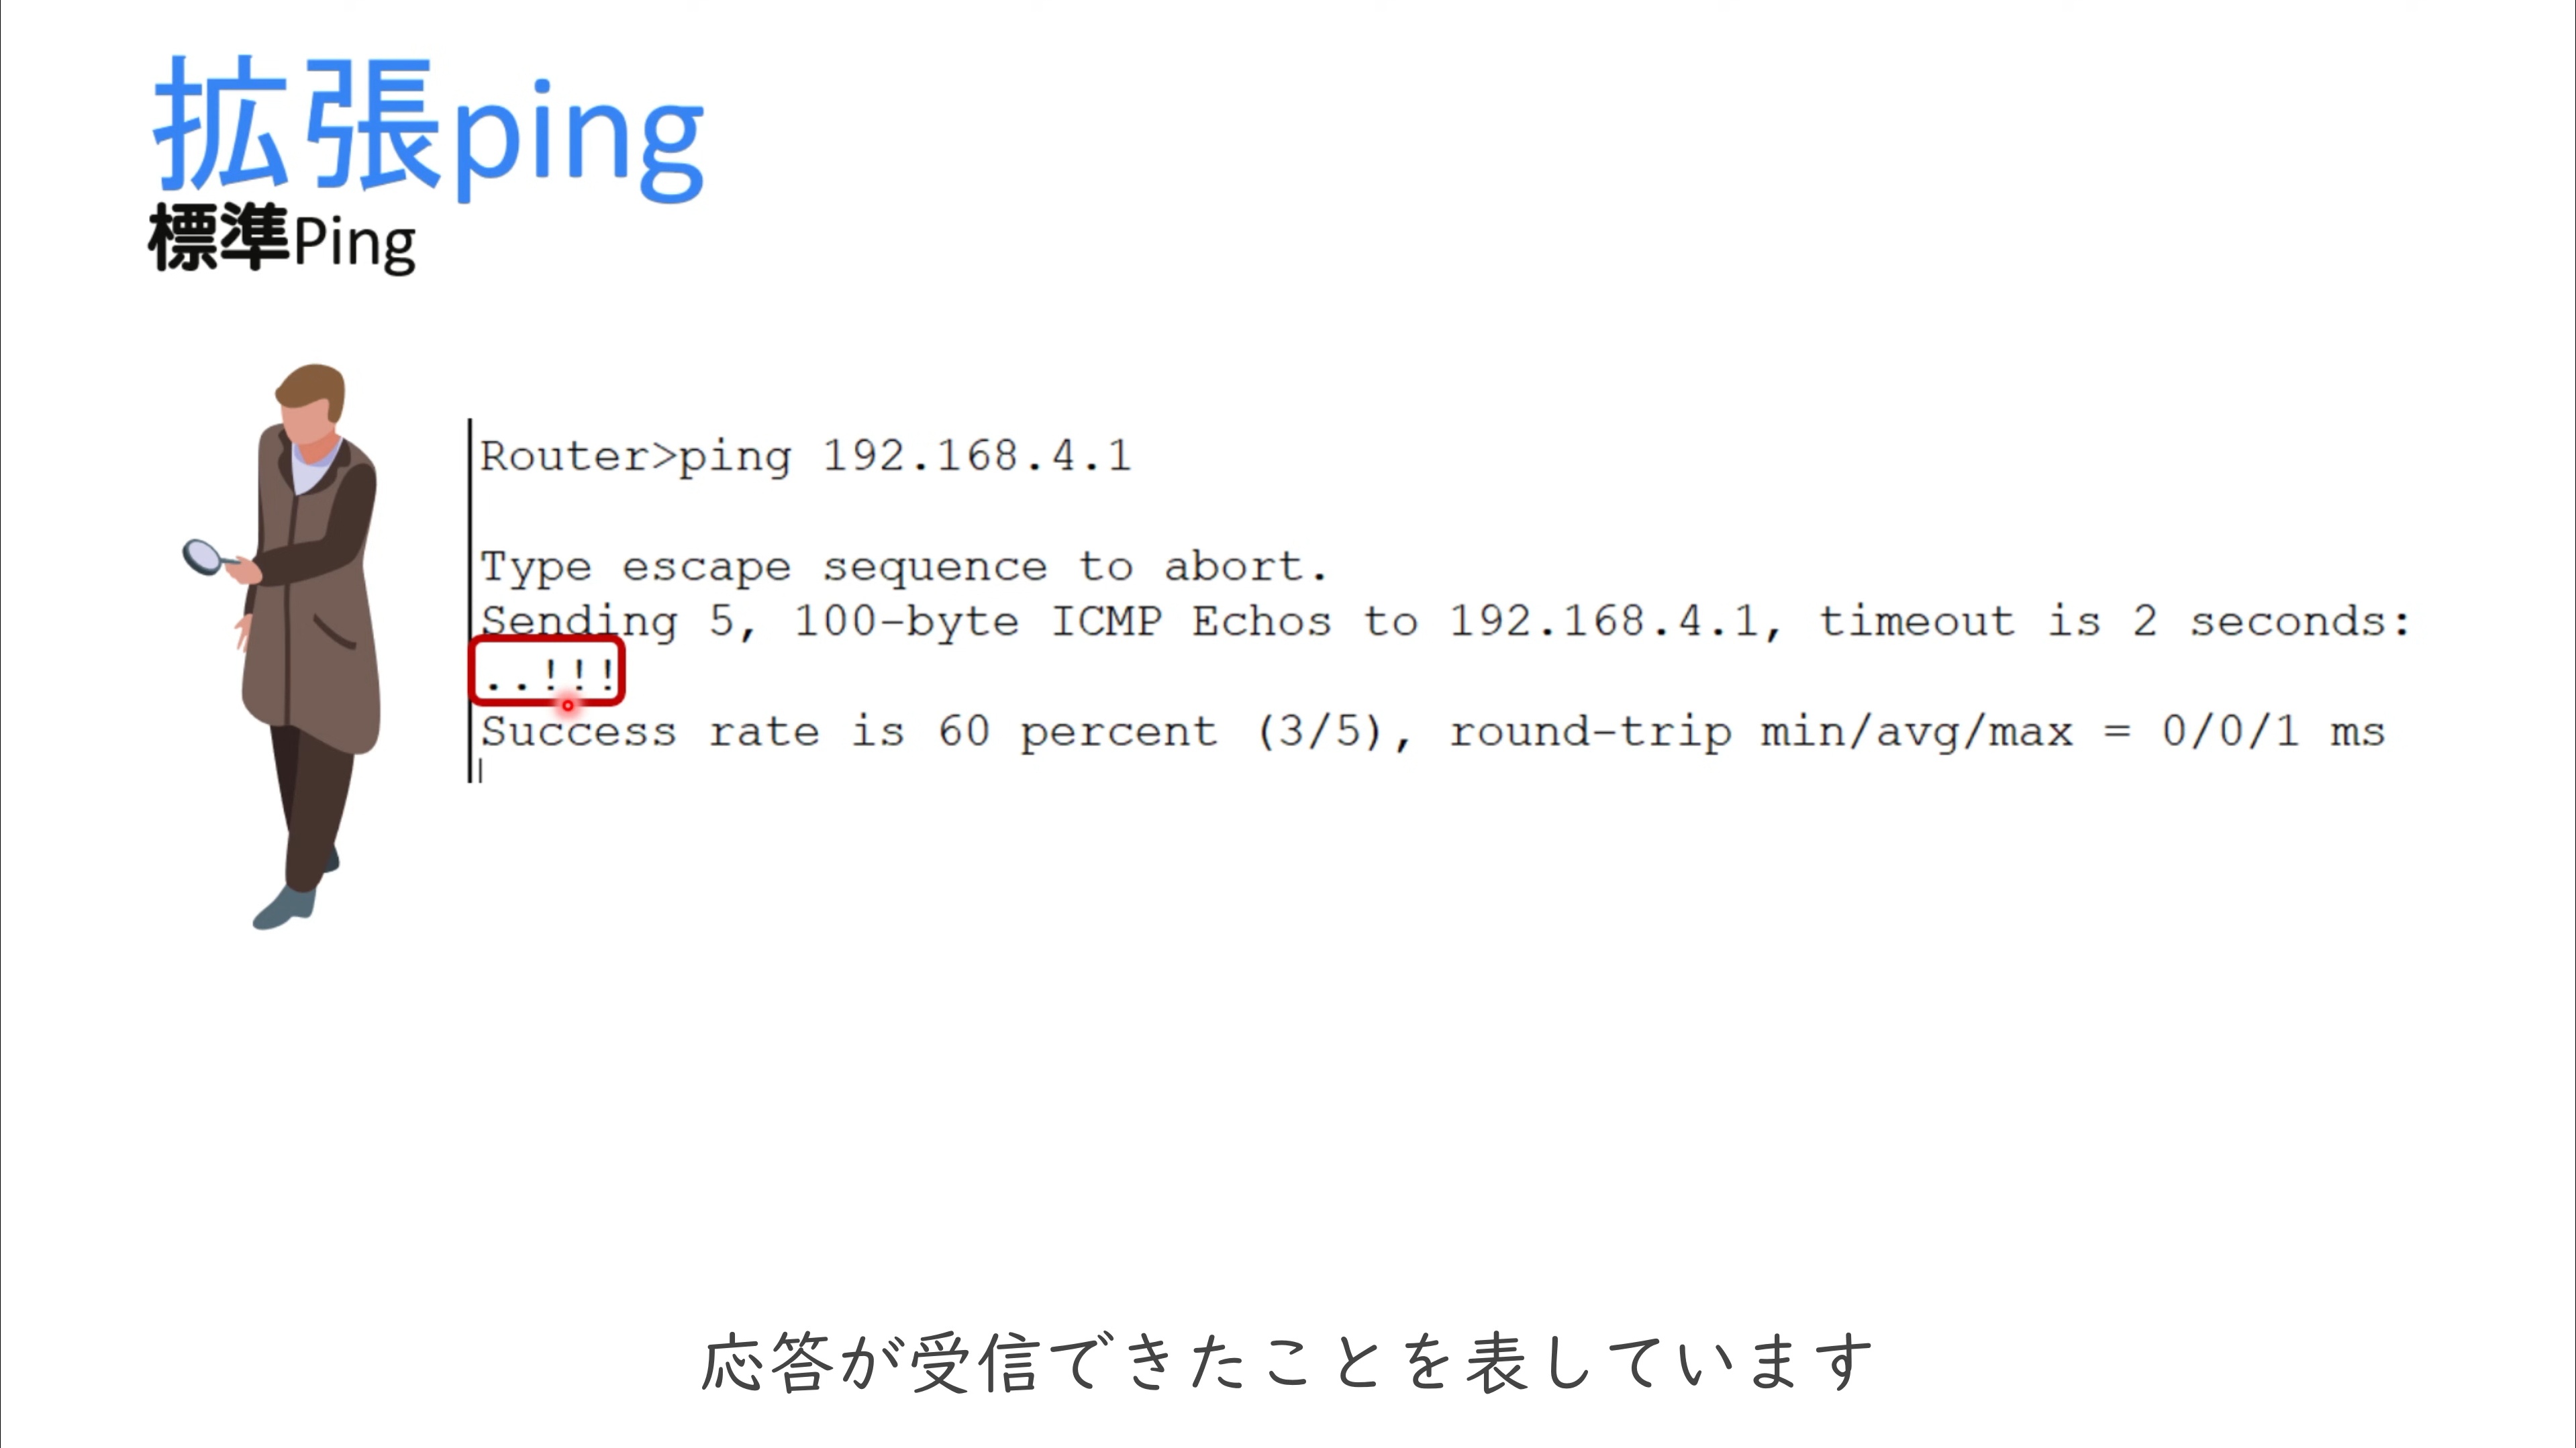 拡張ping
標準Ping
Router>ping 192.168.4.1
Type escape sequence to abort.
Sending 5, 100-byte ICMP Echos to 192.168.4.1, timeout is 2 seconds:
..!!!
Success rate is 60 percent (3/5), round-trip min/avg/max = 0/0/1 ms
応答が受信できたことを表しています